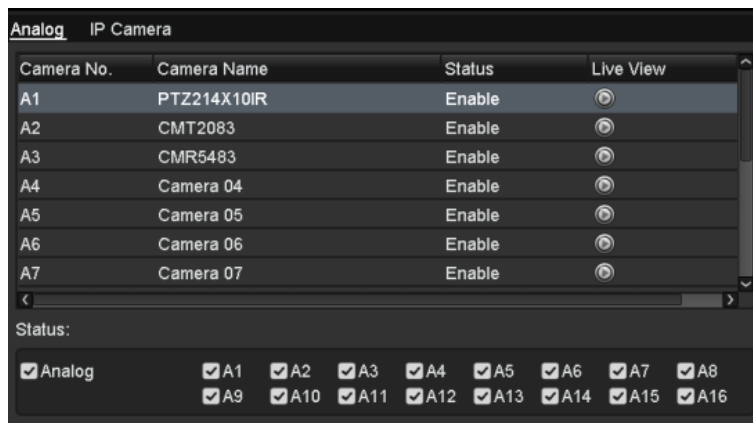 Analog IP Camera
Camera No. Camera Name Status Live View
A1 PTZ214X10IR Enable
A2 CMT2083 Enable
A3 CMR5483 Enable
A4 Camera 04 Enable
A5 Camera 05 Enable
A6 Camera 06 Enable
A7 Camera 07 Enable
Status:
Analog A1 A2 A3 A4 A5 A6 A7 A8
A9 A10 A11 A12 A13 A14 A15 A16